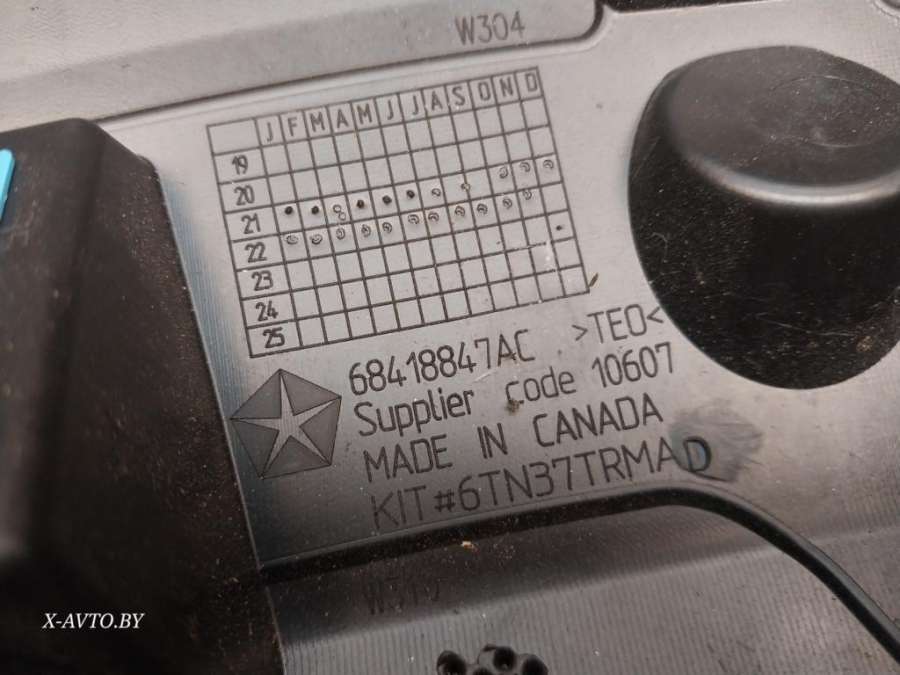 W304
J F M A M J J A S O N D
19
20
21
22
23
24
25
68418847AC >TEO<
Supplier Code 10607
MADE IN CANADA
KIT#6TN37TRMAD
X-AVTO.BY